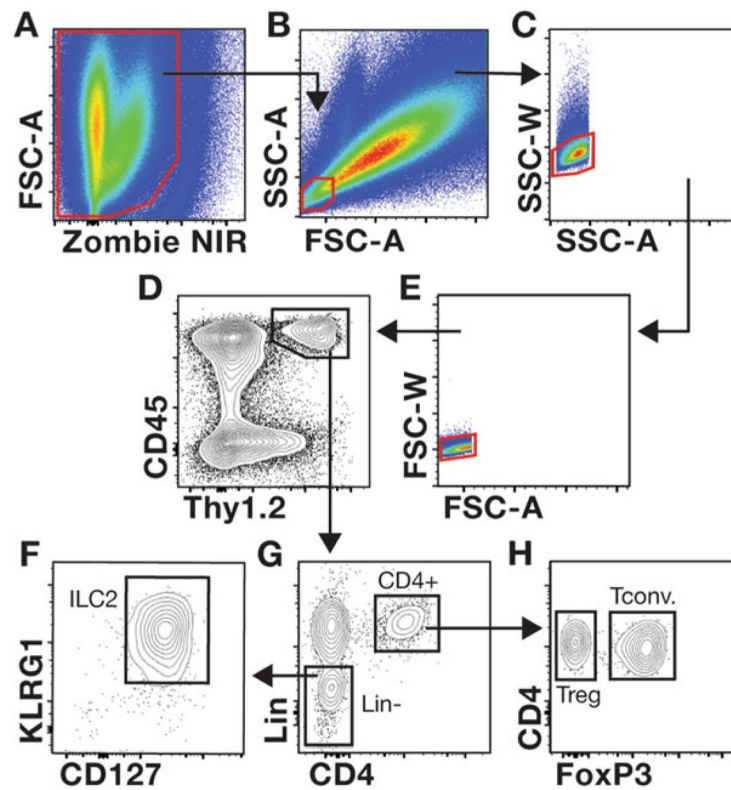 A
B
C
FSC-A
SSC-A
SSC-W
Zombie NIR
FSC-A
SSC-A
D
E
CD45
FSC-W
Thy1.2
FSC-A
F
G
H
ILC2
CD4+
Tconv.
KLRG1
Lin
Lin-
CD4
Treg
CD127
CD4
FoxP3